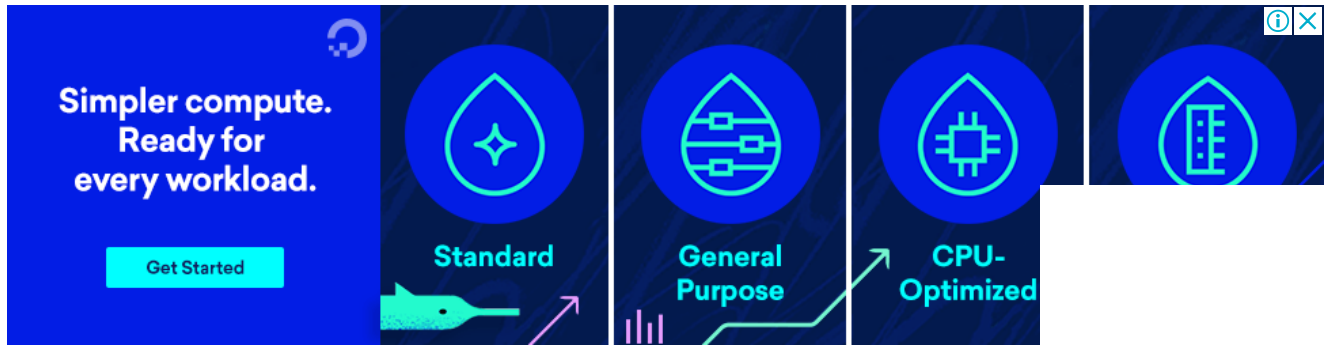 Simpler compute.
Ready for
every workload.
Get Started
Standard
General
Purpose
CPU-
Optimized